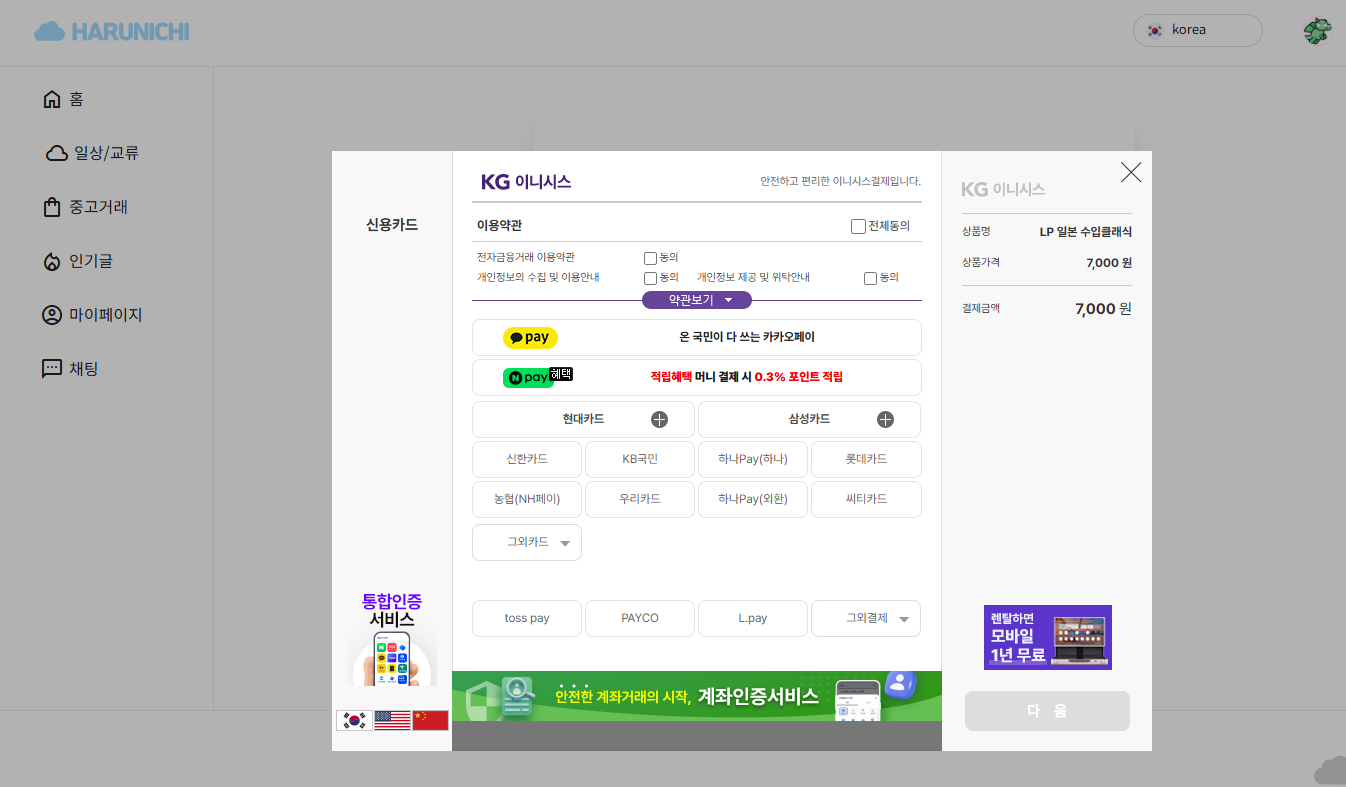 HARUNICHI
korea
홈
일상/교류
중고거래
인기글
마이페이지
채팅
신용카드
통합인증
서비스
KG 이니시스
안전하고 편리한 이니시스결제입니다.
이용약관
전체동의
전자금융거래 이용약관 동의
개인정보의 수집 및 이용안내 동의 개인정보 제공 및 위탁안내 동의
약관보기
pay 온 국민이 다 쓰는 카카오페이
N pay 혜택 적립혜택 머니 결제 시 0.3% 포인트 적립
현대카드 삼성카드
신한카드 KB국민 하나Pay(하나) 롯데카드
농협(NH페이) 우리카드 하나Pay(외환) 씨티카드
그외카드
toss pay PAYCO L.pay 그외결제
안전한 계좌거래의 시작, 계좌인증서비스
KG 이니시스
상품명 LP 일본 수입클래식
상품가격 7,000 원
결제금액 7,000 원
렌탈하면
모바일
1년 무료
다 음